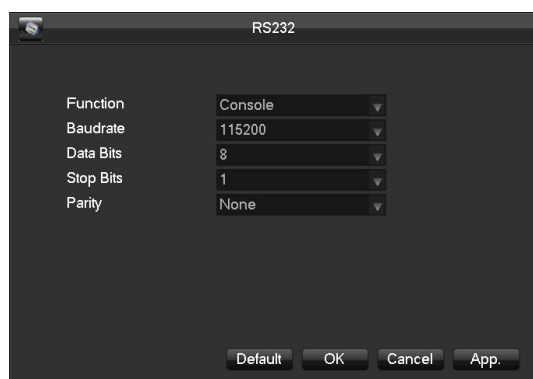 RS232
Function Console
Baudrate 115200
Data Bits 8
Stop Bits 1
Parity None
Default OK Cancel App.